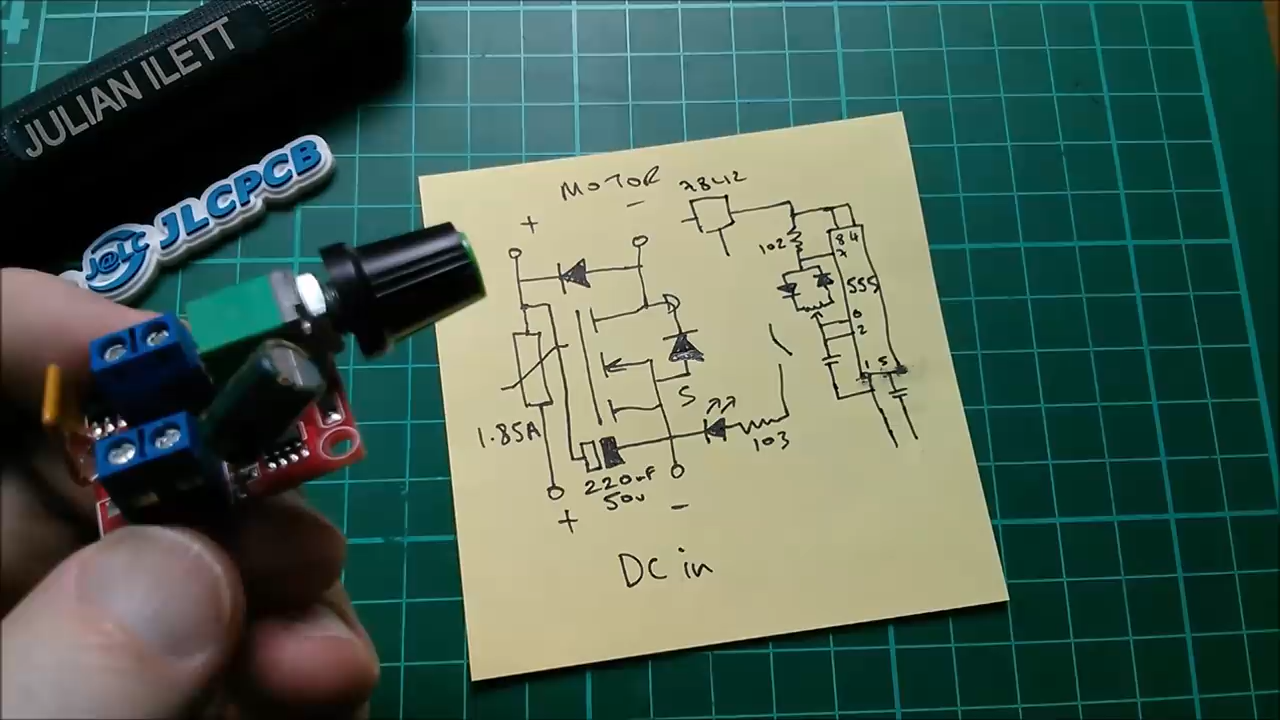 JULIAN ILETT
J@LC JLCPCB
MOTOR
78L12
+
-
102
8 4
7
555
6
2
1 5
S
1.85A
103
220uF
50v
+
-
DC in